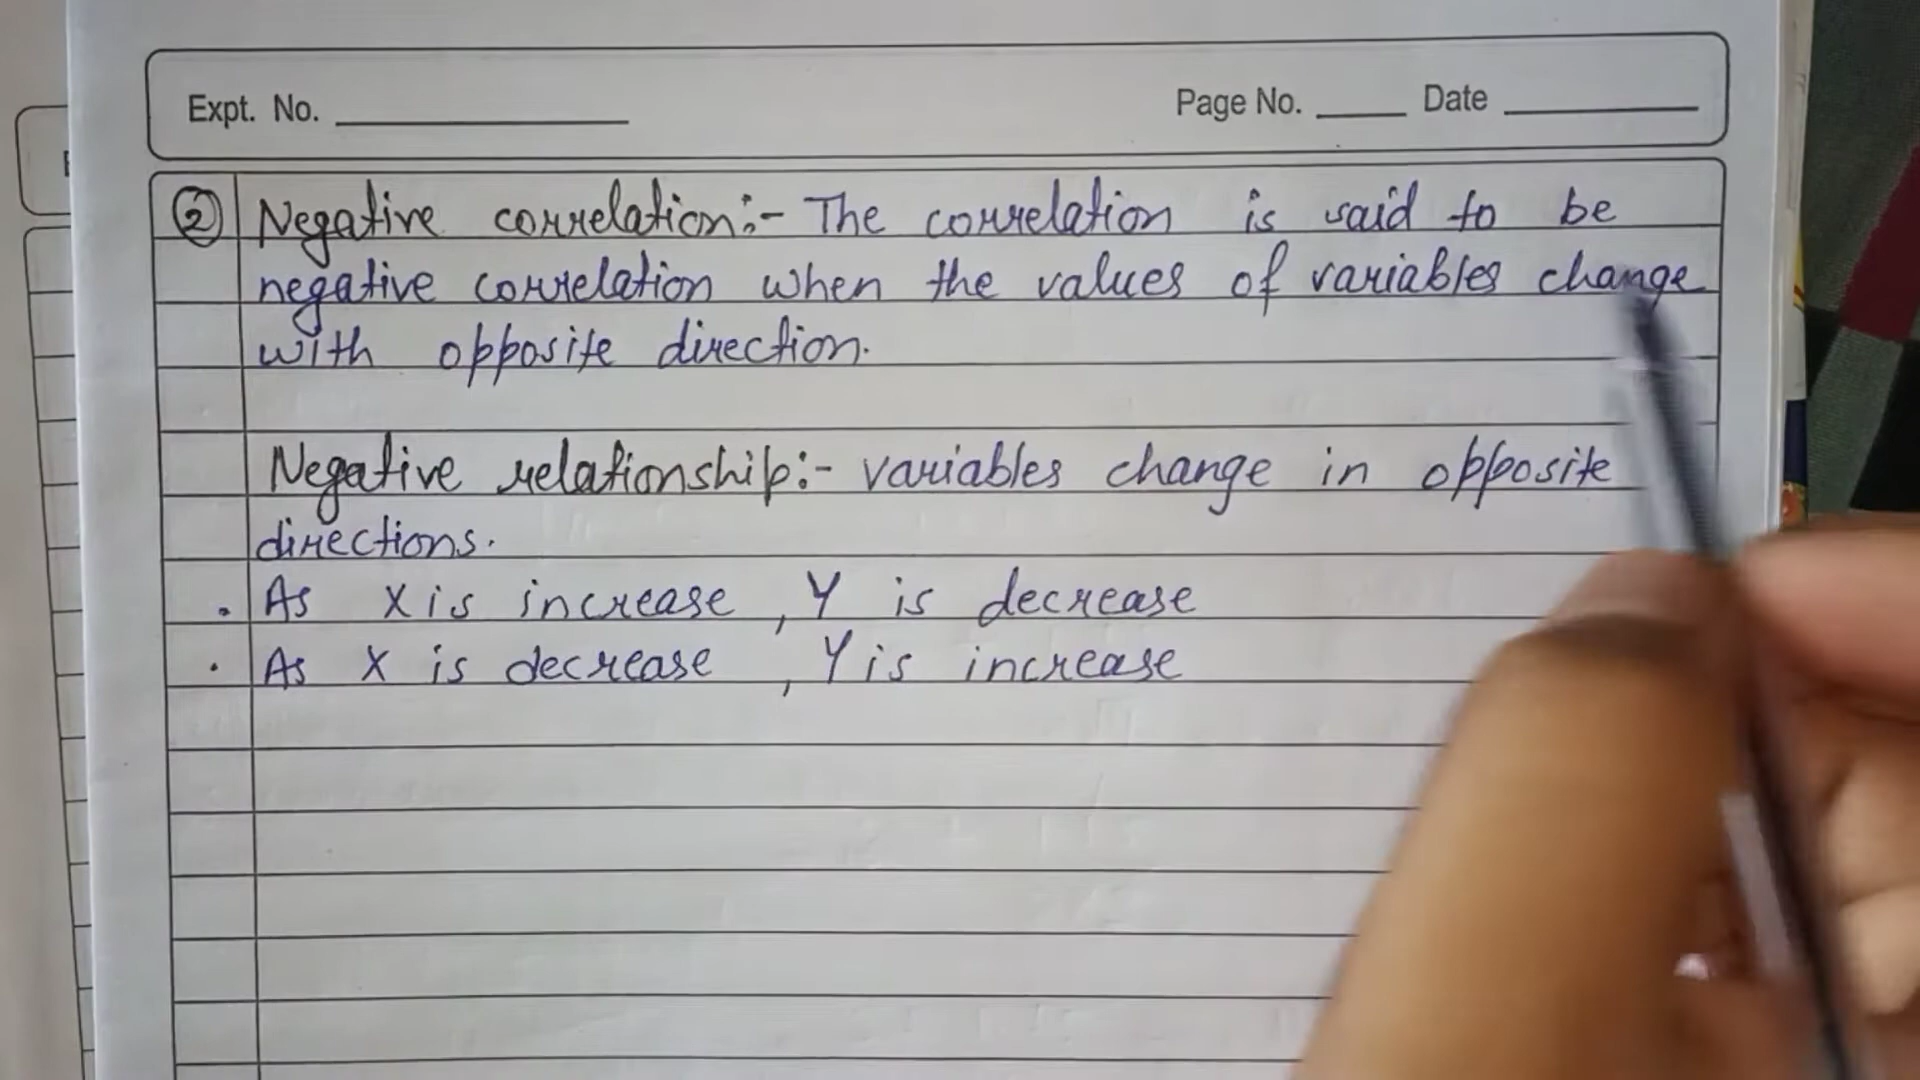 Expt. No. Page No. Date
② Negative correlation:- The correlation is said to be
negative correlation when the values of variables change
with opposite direction.
Negative relationship:- variables change in opposite
directions.
. As X is increase, Y is decrease
. As X is decrease, Y is increase